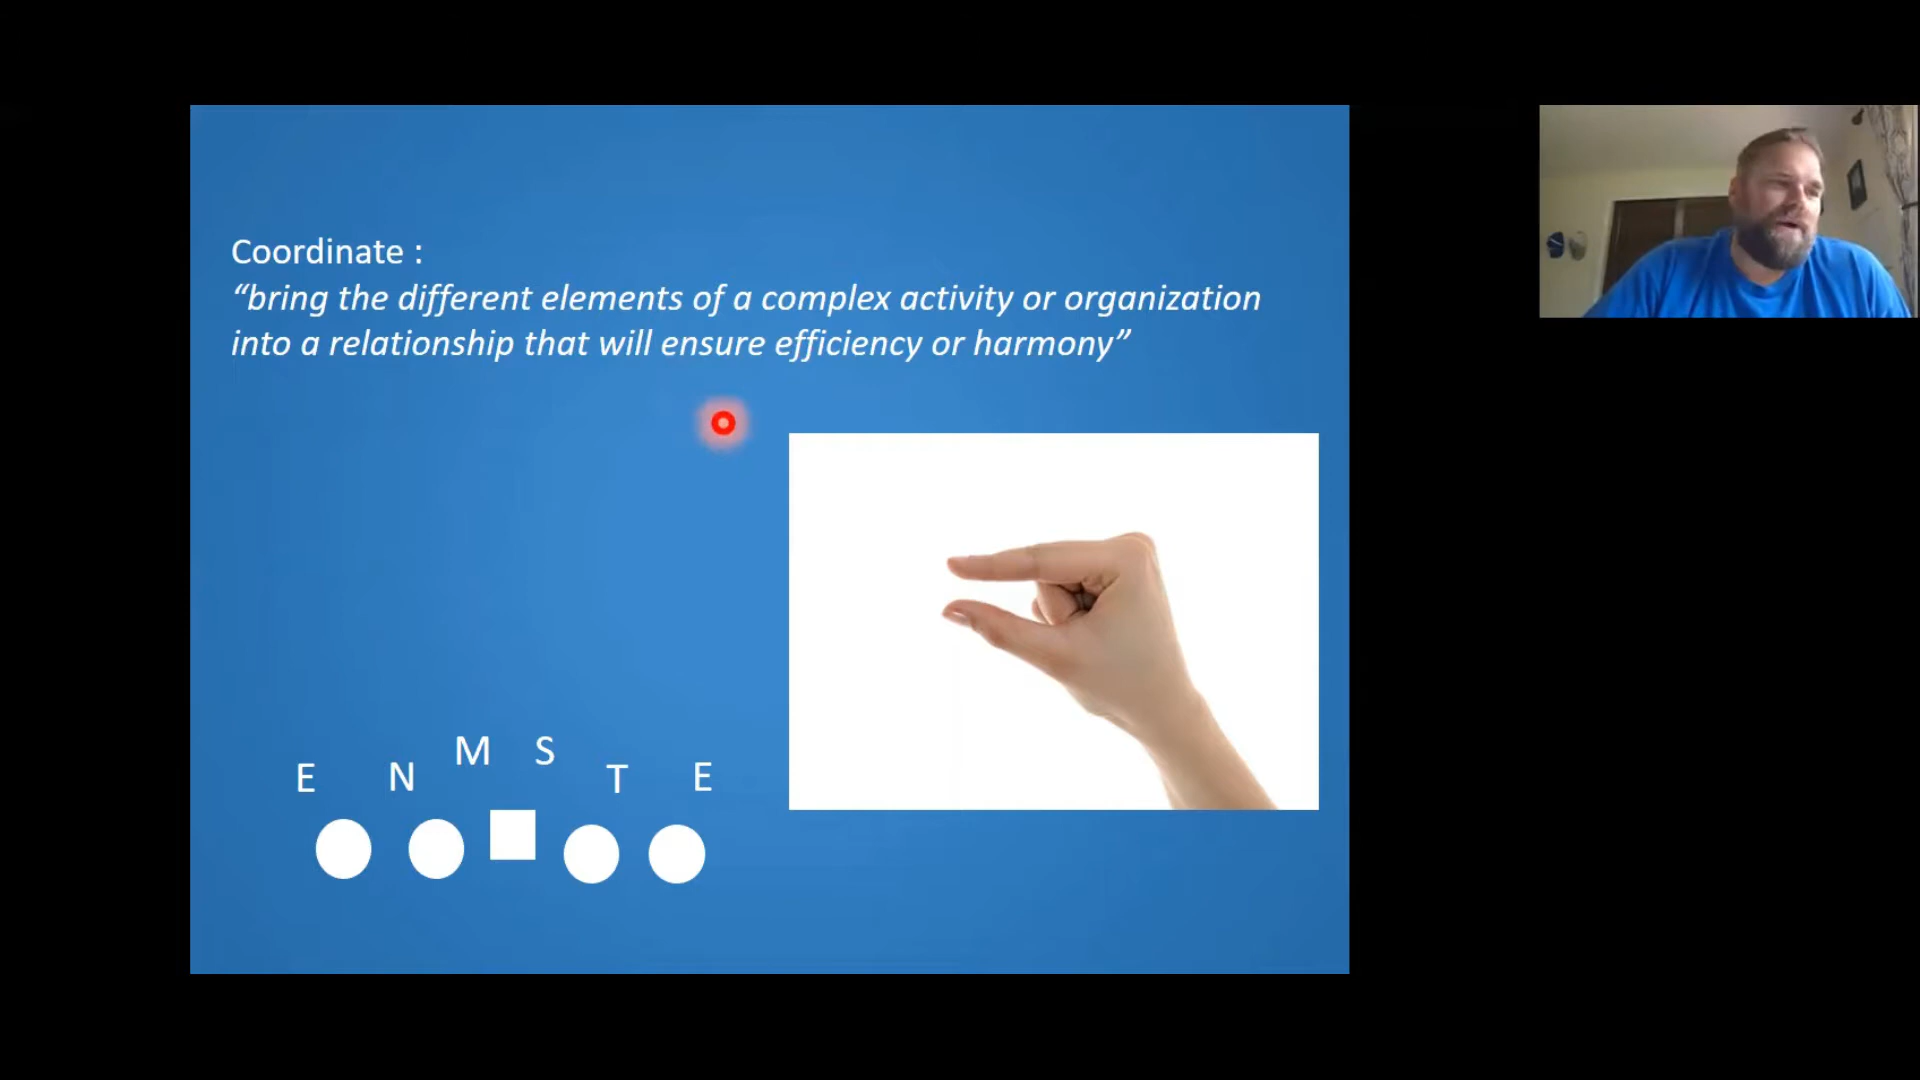 Coordinate :
“bring the different elements of a complex activity or organization
into a relationship that will ensure efficiency or harmony”
M S
E N T E